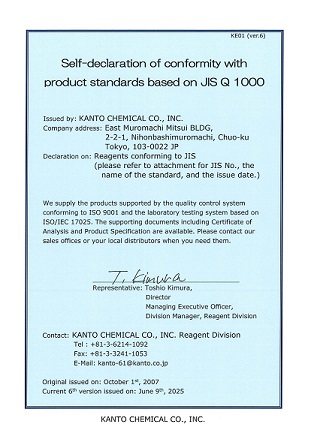 KE01 (ver.6)
Self-declaration of conformity with
product standards based on JIS Q 1000
Issued by: KANTO CHEMICAL CO., INC.
Company address: East Muromachi Mitsui BLDG,
2-2-1, Nihonbashimuromachi, Chuo-ku
Tokyo, 103-0022 JP
Declaration on: Reagents conforming to JIS
(please refer to attachment for JIS No., the
name of the standard, and the issue date.)
We supply the products supported by the quality control system
conforming to ISO 9001 and the laboratory testing system based on
ISO/IEC 17025. The supporting documents including Certificate of
Analysis and Product Specification are available. Please contact our
sales offices or your local distributors when you need them.
T. Kimura
Representative: Toshio Kimura,
Director
Managing Executive Officer,
Division Manager, Reagent Division
Contact: KANTO CHEMICAL CO., INC. Reagent Division
Tel : +81-3-6214-1092
Fax: +81-3-3241-1053
E-Mail: kanto-61@kanto.co.jp
Original issued on: October 1st, 2007
Current 6th version issued on: June 9th, 2025
KANTO CHEMICAL CO., INC.